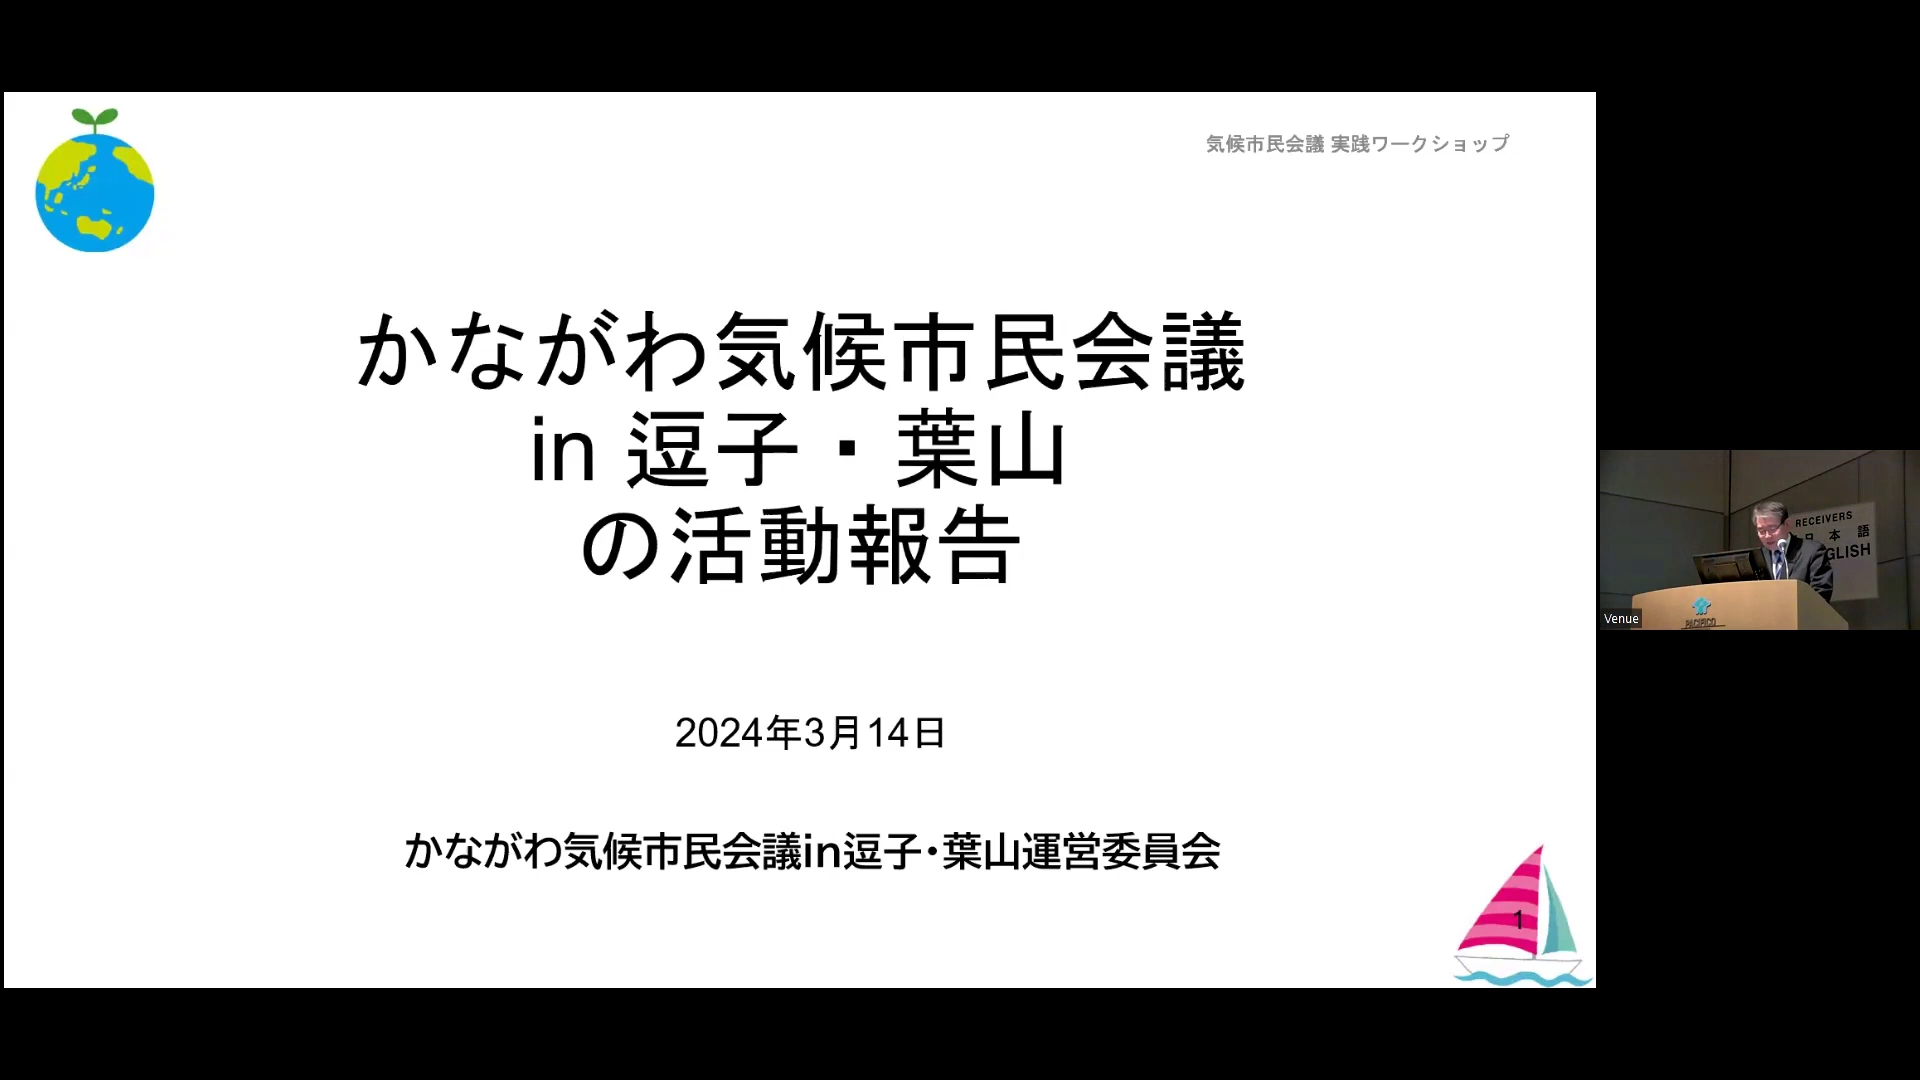 気候市民会議 実践ワークショップ
かながわ気候市民会議
in 逗子・葉山
の活動報告
2024年3月14日
かながわ気候市民会議in逗子・葉山運営委員会
1
RECEIVERS
日本語
GLISH
PACIFICO
Venue